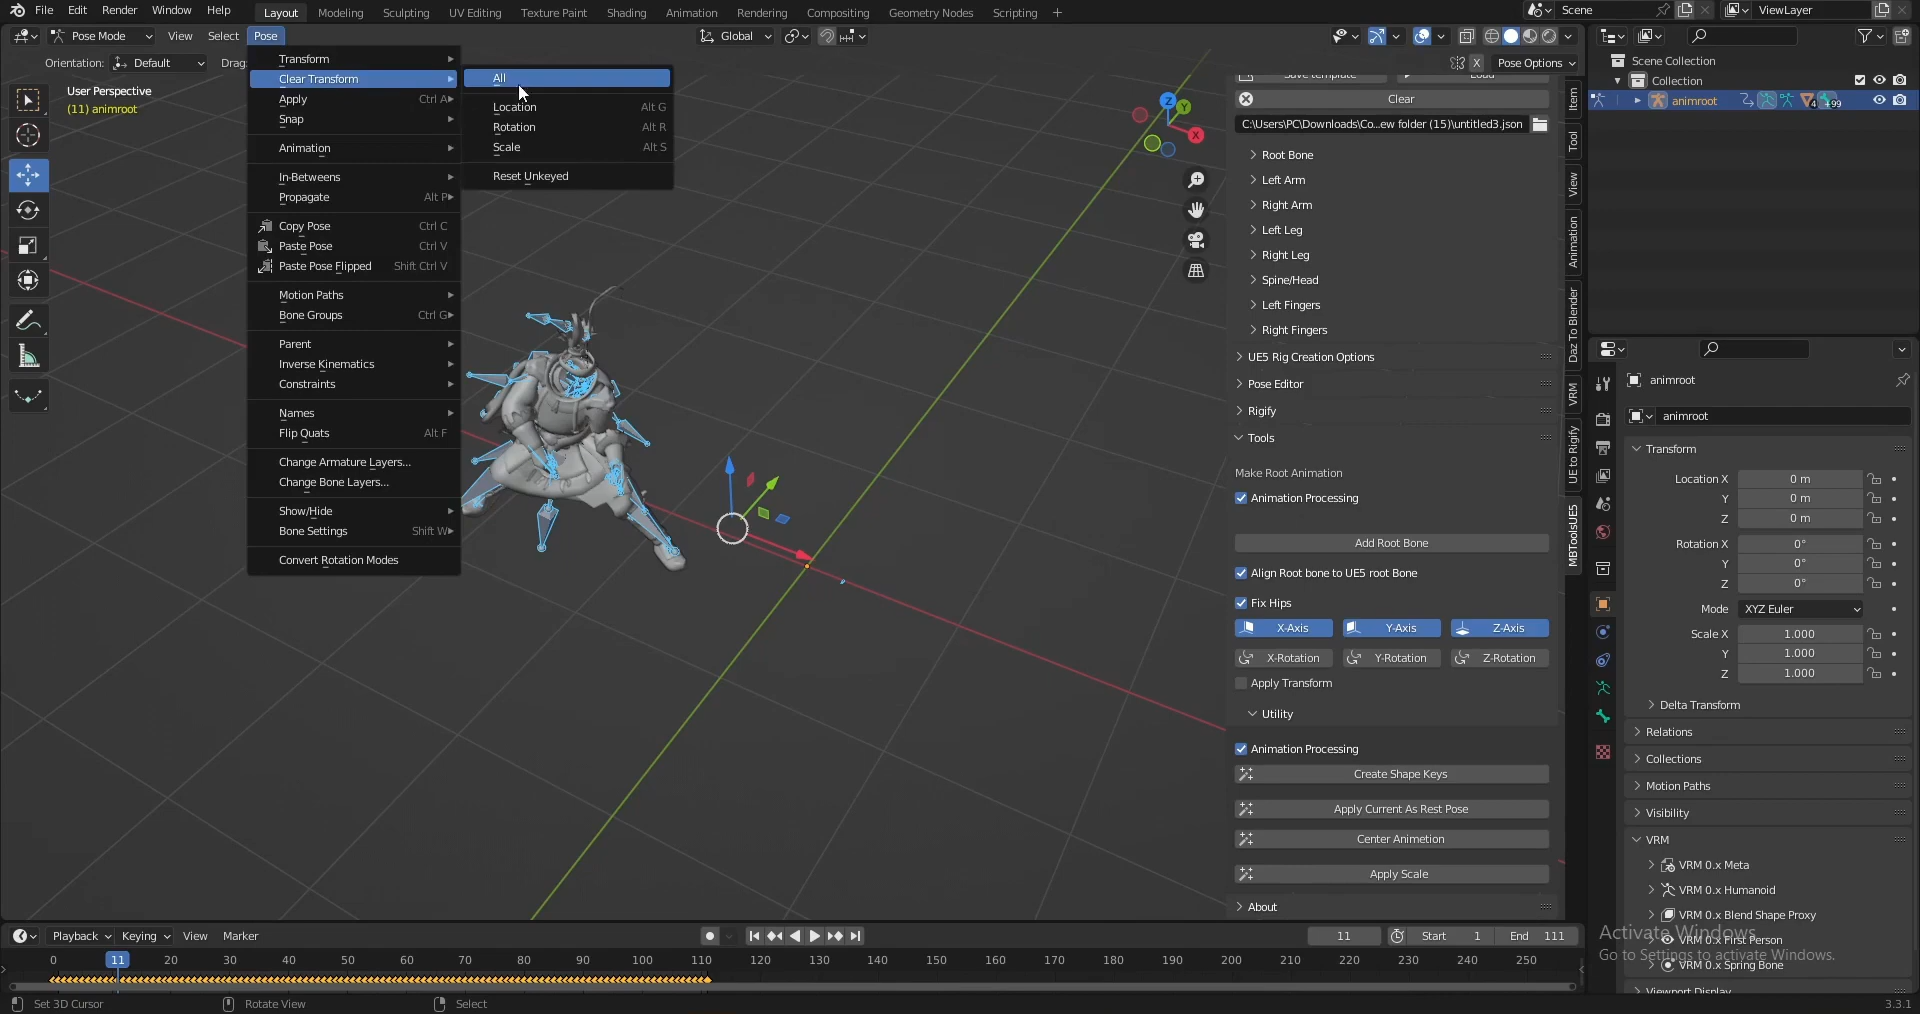 File Edit Render Window Help Layout Modeling Sculpting UV Editing Texture Paint Shading Animation Rendering Compositing Geometry Nodes Scripting + Scene ViewLayer
Pose Mode View Select Pose Global Pose Options X
Orientation: Default Drag:
User Perspective
(11) animroot
Transform
Clear Transform
Apply Ctrl A
Snap
Animation
In-Betweens
Propagate Alt P
Copy Pose Ctrl C
Paste Pose Ctrl V
Paste Pose Flipped Shift Ctrl V
Motion Paths
Bone Groups Ctrl G
Parent
Inverse Kinematics
Constraints
Names
Flip Quats Alt F
Change Armature Layers...
Change Bone Layers...
Show/Hide
Bone Settings Shift W
Convert Rotation Modes
All
Location Alt G
Rotation Alt R
Scale Alt S
Reset Unkeyed
Z
Y
X
Save template Load
Clear
C:\Users\PC\Downloads\Co...ew folder (15)\untitled3.json
Root Bone
Left Arm
Right Arm
Left Leg
Right Leg
Spine/Head
Left Fingers
Right Fingers
UE5 Rig Creation Options
Pose Editor
Rigify
Tools
Make Root Animation
Animation Processing
Add Root Bone
Align Root bone to UE5 root Bone
Fix Hips
X-Axis Y-Axis Z-Axis
X-Rotation Y-Rotation Z-Rotation
Apply Transform
Utility
Animation Processing
Create Shape Keys
Apply Current As Rest Pose
Center Animetion
Apply Scale
About
Item
Tool
View
Animation
Daz To Blender
VRM
UE to Rigify
MBToolsUE5
Scene Collection
Collection
animroot 4 99
animroot
animroot
Transform
Location X 0 m
Y 0 m
Z 0 m
Rotation X 0°
Y 0°
Z 0°
Mode XYZ Euler
Scale X 1.000
Y 1.000
Z 1.000
Delta Transform
Relations
Collections
Motion Paths
Visibility
VRM
VRM 0.x Meta
VRM 0.x Humanoid
VRM 0.x Blend Shape Proxy
VRM 0.x First Person
VRM 0.x Spring Bone
Viewport Display
Activate Windows
Go to Settings to activate Windows.
Playback Keying View Marker 11 Start 1 End 111
0 11 20 30 40 50 60 70 80 90 100 110 120 130 140 150 160 170 180 190 200 210 220 230 240 250
Set 3D Cursor Rotate View Select 3.3.1